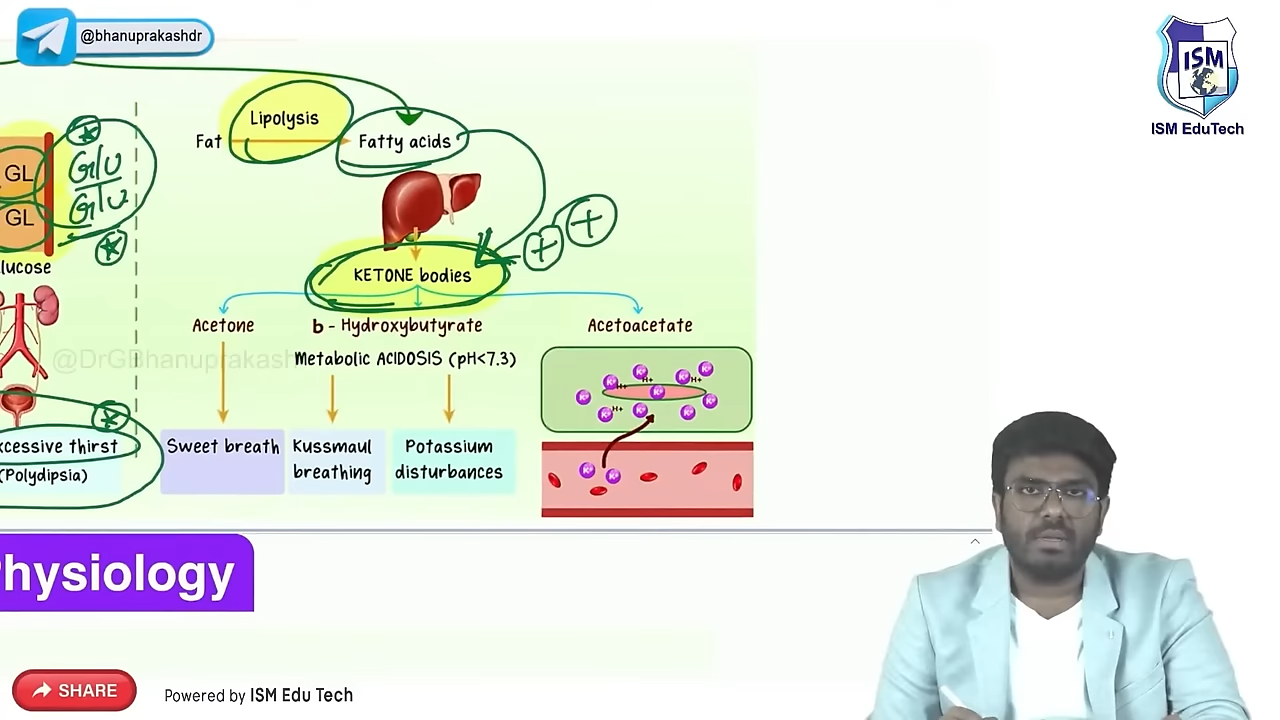 @bhanuprakashdr
ISM
ISM EduTech
Lipolysis
Fat
Fatty acids
GL
GL
Glu
Glu
lucose
KETONE bodies
Acetone
b - Hydroxybutyrate
Acetoacetate
@DrGBhanuprakash
Metabolic ACIDOSIS (pH<7.3)
K+ K+ K+ K+ K+ K+ K+ K+ K+ K+
H+ H+ H+ H+
xcessive thirst
(Polydipsia)
Sweet breath
Kussmaul
breathing
Potassium
disturbances
K+ K+
Physiology
SHARE
Powered by ISM Edu Tech